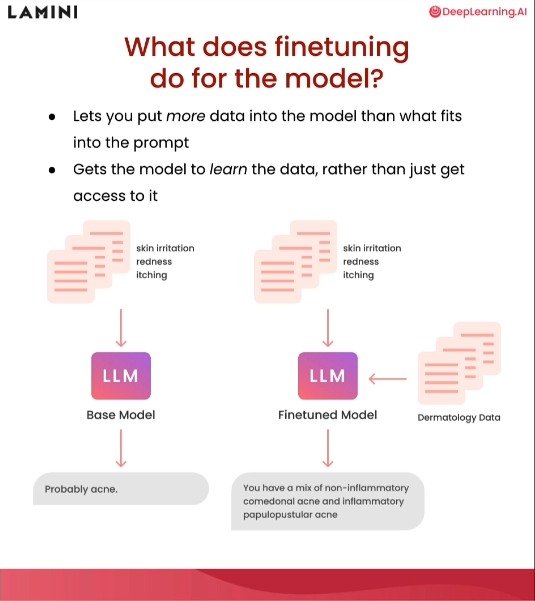 LAMINI
DeepLearning.AI
What does finetuning
do for the model?
● Lets you put more data into the model than what fits
into the prompt
● Gets the model to learn the data, rather than just get
access to it
skin irritation
redness
itching
skin irritation
redness
itching
LLM
LLM
Base Model
Finetuned Model
Dermatology Data
Probably acne.
You have a mix of non-inflammatory
comedonal acne and inflammatory
papulopustular acne